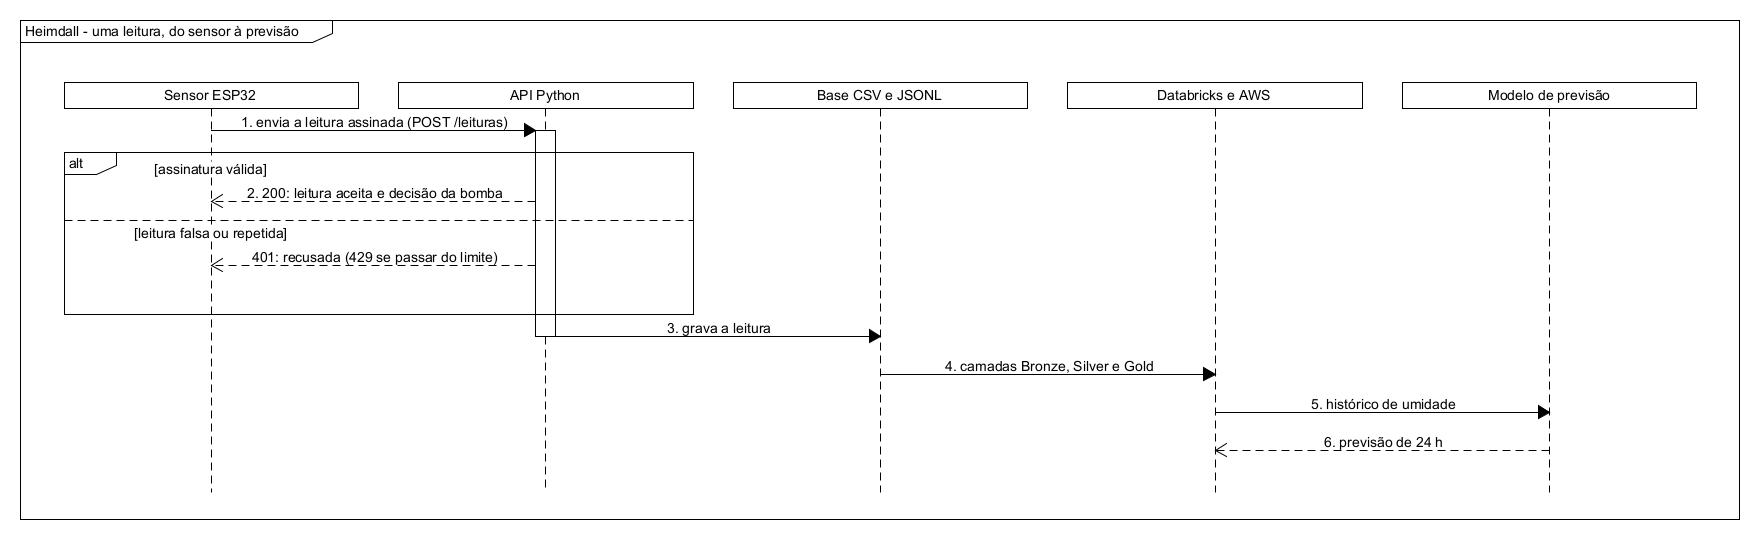 Heimdall - uma leitura, do sensor à previsão
Sensor ESP32
API Python
Base CSV e JSONL
Databricks e AWS
Modelo de previsão
1. envia a leitura assinada (POST /leituras)
alt
[assinatura válida]
2. 200: leitura aceita e decisão da bomba
[leitura falsa ou repetida]
401: recusada (429 se passar do limite)
3. grava a leitura
4. camadas Bronze, Silver e Gold
5. histórico de umidade
6. previsão de 24 h